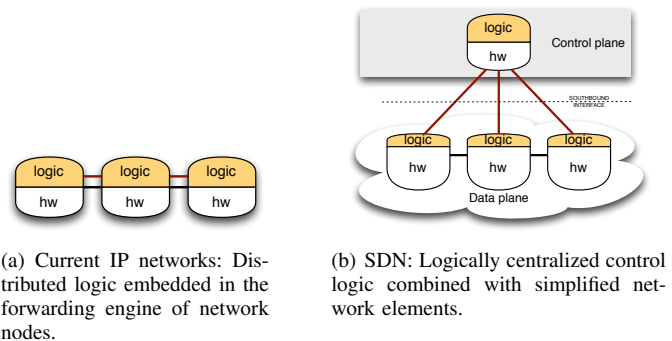 logic
hw
Control plane
SOUTHBOUND
INTERFACE
logic logic logic
hw hw hw
Data plane
logic logic logic
hw hw hw
(a) Current IP networks: Dis-
tributed logic embedded in the
forwarding engine of network
nodes.
(b) SDN: Logically centralized control
logic combined with simplified net-
work elements.